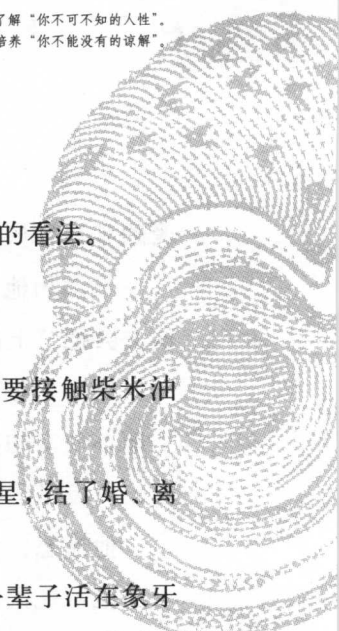 了解“你不可不知的人性”。
培养“你不能没有的谅解”。
的看法。
要接触柴米油
星,结了婚、离
辈子活在象牙